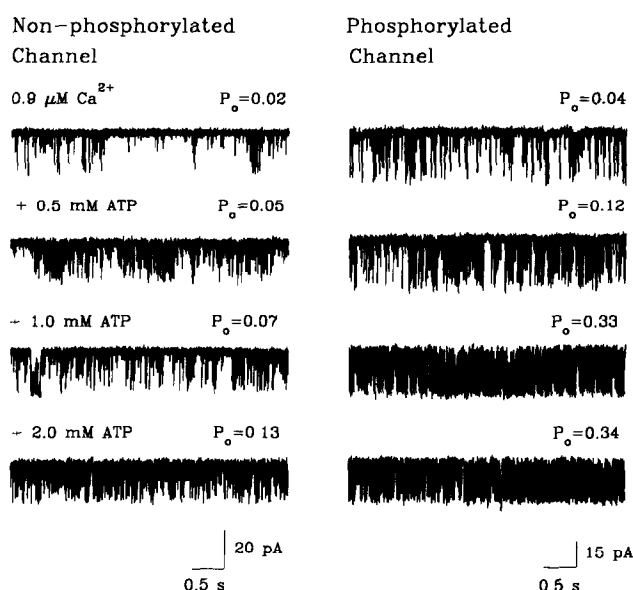 Non-phosphorylated
Channel
Phosphorylated
Channel
0.9 μM Ca²⁺ Pₒ=0.02
Pₒ=0.04
+ 0.5 mM ATP Pₒ=0.05
Pₒ=0.12
+ 1.0 mM ATP Pₒ=0.07
Pₒ=0.33
+ 2.0 mM ATP Pₒ=0 13
Pₒ=0.34
20 pA
0.5 s
15 pA
0 5 s